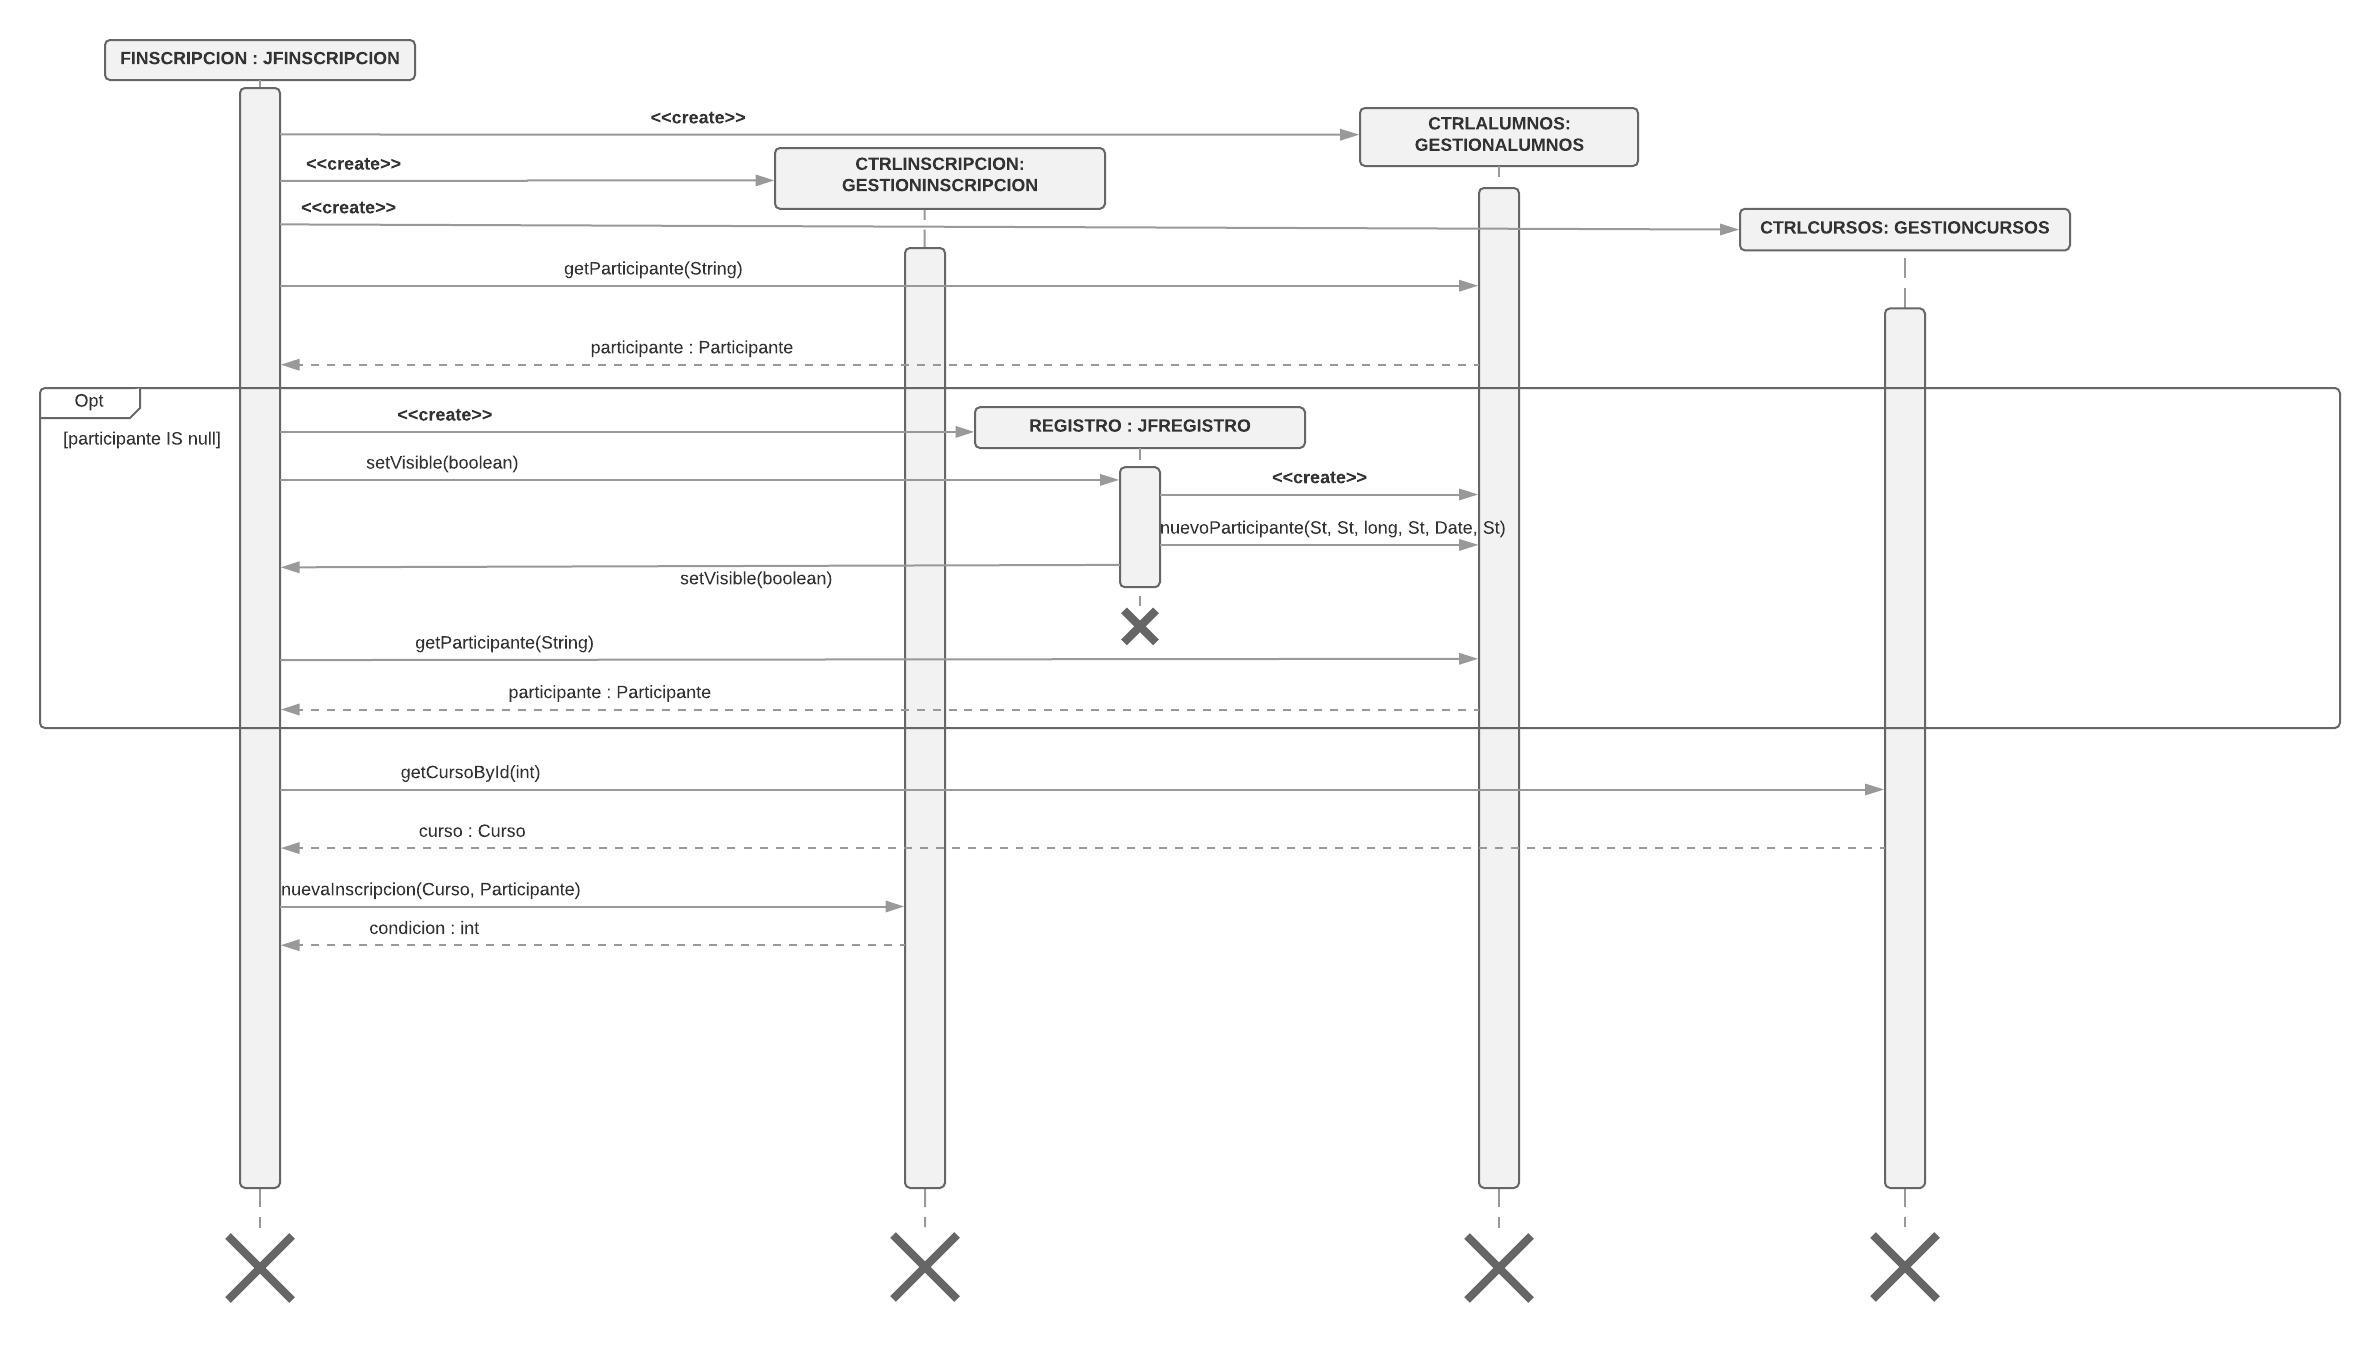 FINSCRIPCION : JFINSCRIPCION
<<create>>
CTRLALUMNOS:
GESTIONALUMNOS
<<create>>
CTRLINSCRIPCION:
GESTIONINSCRIPCION
<<create>>
CTRLCURSOS: GESTIONCURSOS
getParticipante(String)
participante : Participante
Opt
[participante IS null]
<<create>>
REGISTRO : JFREGISTRO
setVisible(boolean)
<<create>>
nuevoParticipante(St, St, long, St, Date, St)
setVisible(boolean)
getParticipante(String)
participante : Participante
getCursoById(int)
curso : Curso
nuevaInscripcion(Curso, Participante)
condicion : int